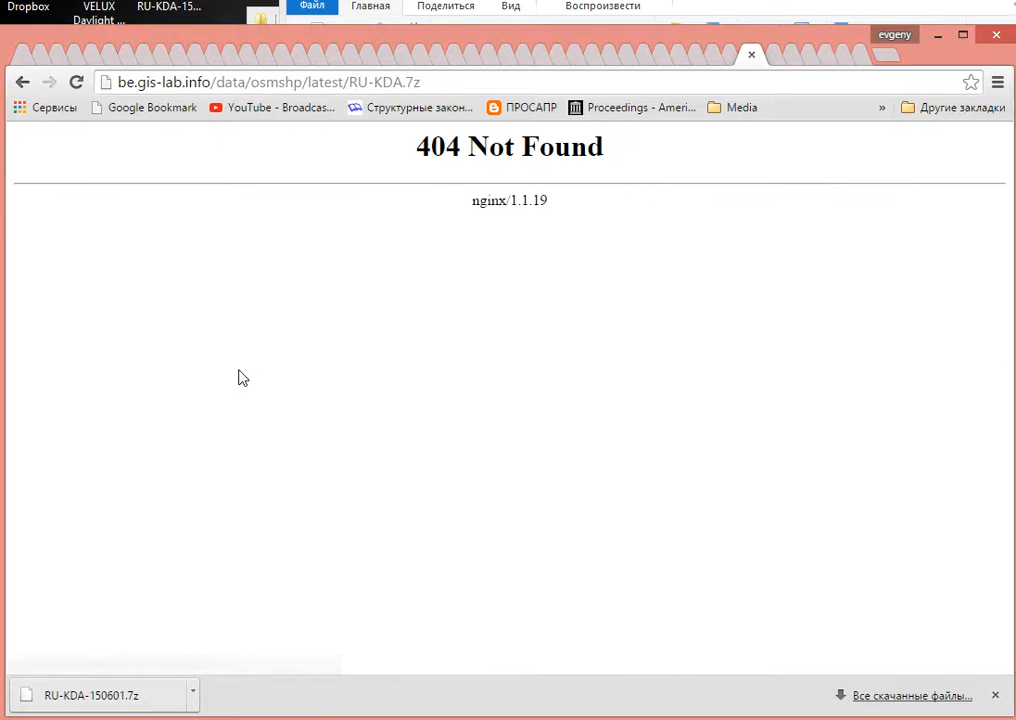 Dropbox
VELUX
Daylight ...
RU-KDA-15...
Файл
Главная
Поделиться
Вид
Воспроизвести
evgeny
be.gis-lab.info/data/osmshp/latest/RU-KDA.7z
Сервисы
Google Bookmark
YouTube - Broadcas...
Структурные закон...
ПРОСАПР
Proceedings - Ameri...
Media
»
Другие закладки
404 Not Found
nginx/1.1.19
RU-KDA-150601.7z
Все скачанные файлы...